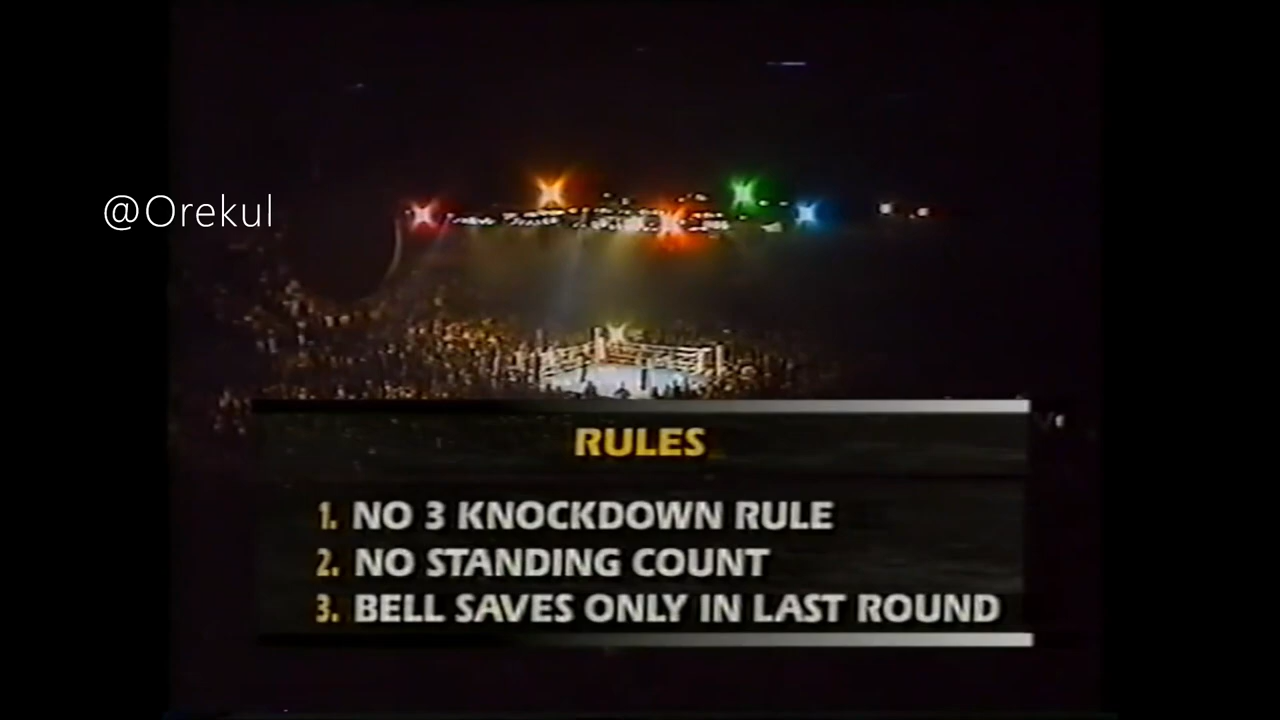 @Orekul
RULES
1. NO 3 KNOCKDOWN RULE
2. NO STANDING COUNT
3. BELL SAVES ONLY IN LAST ROUND